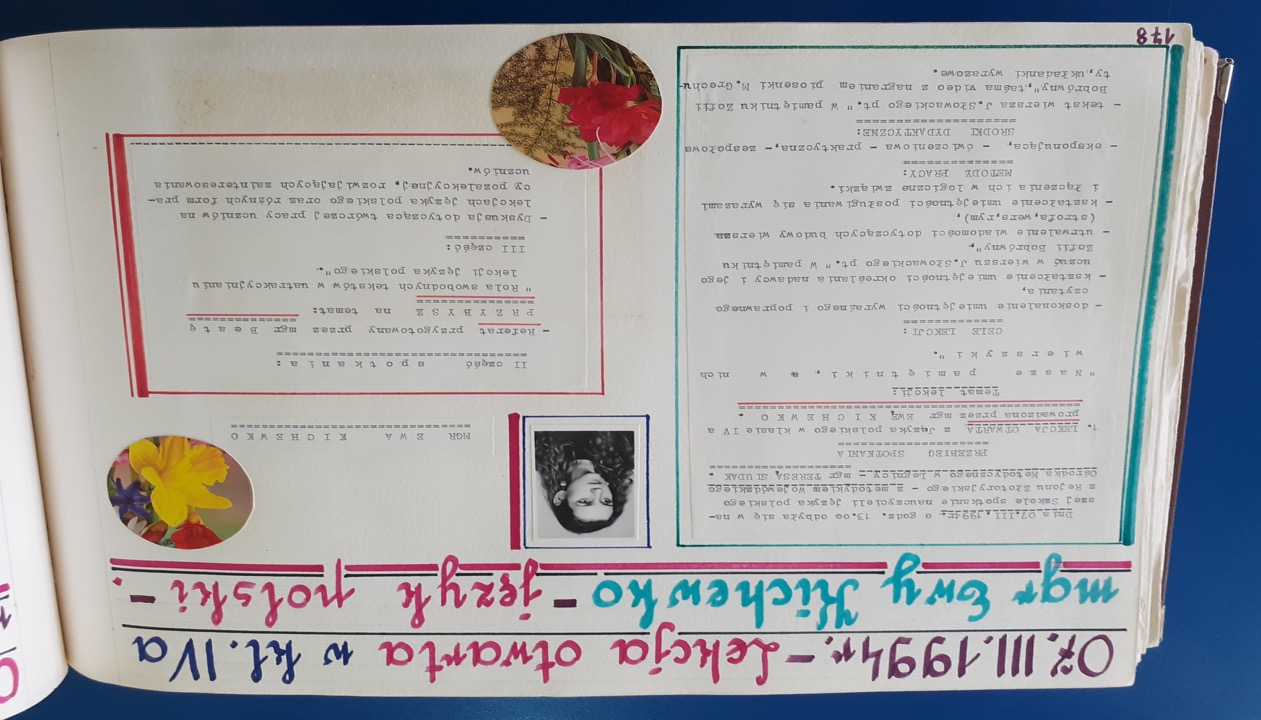 07.III.1994r. - Lekcja otwarta w kl. IVa
mgr Ewy Kichewko - język polski - .
Dnia 07.III.1994r. o godz. 15.oo odbyło się w na-
szej Szkole spotkanie nauczycieli języka polskiego
z Rejonu Złotoryjskiego - z metodykiem Wojewódzkiego
Ośrodka Metodycznego w Legnicy - mgr TERESĄ SIUDAK .
PRZEBIEG SPOTKANIA
1. LEKCJA OTWARTA z Języka polskiego w klasie IV a
prowadzona przez mgr EWĘ KICHEWKO .
Temat lekcji:
" Nasze pamiętniki, a w nich
wierszyki ".
CELE LEKCJI:
- doskonalenie umiejętności wyraźnego i poprawnego
czytania,
- kształcenie umiejętności określania nadawcy i jego
uczuć w wierszu J.Słowackiego pt." W pamiętniku
Zofii Bobrówny",
- utrwalenie wiadomości dotyczących budowy wiersza
(strofa,wers,rym),
- kształcenie umiejętności posługiwania się wyrazami
i łączenia ich w logiczne związki.
METODY PRACY:
- eksponująca, - ćwiczeniowa - praktyczna,- zespołowa
ŚRODKI DYDAKTYCZNE:
- tekst wiersza J.Słowackiego pt." W pamiętniku Zofii
Bobrówny",taśma video z nagraniem piosenki M.Grechu-
ty,układanki wyrazowe.
178
MGR EWA KICHEWKO
II część spotkania:
- Referat przygotowany przez mgr Beatę
PRZYBYSZ na temat:
" Rola swobodnych tekstów w uatrakcyjnianiu
lekcji języka polskiego".
III część:
- Dyskusja dotycząca twórczej pracy uczniów na
lekcjach języka polskiego oraz różnych form pra-
cy pozalekcyjnej, rozwijających zainteresowania
uczniów.